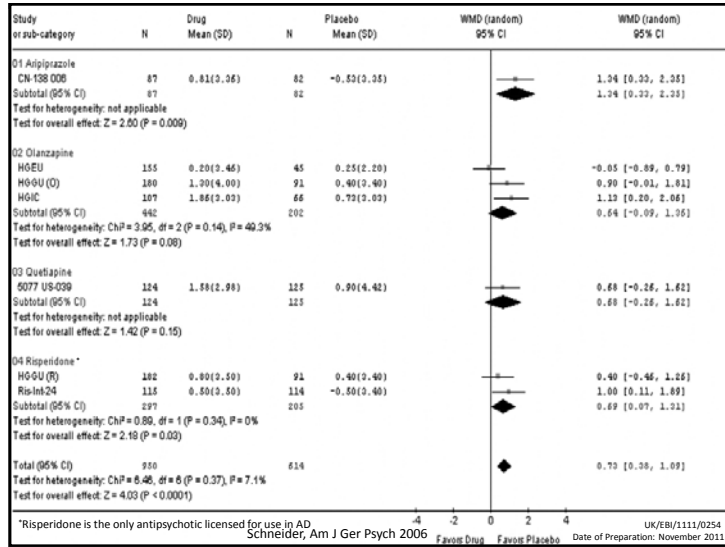 Study Drug Placebo WMD (random) WMD (random)
or sub-category N Mean (SD) N Mean (SD) 95% CI 95% CI
01 Aripiprazole
CN-138 006 87 0.81(3.35) 82 -0.53(3.35) 1.34 [0.33, 2.35]
Subtotal (95% CI) 87 82 1.34 [0.33, 2.35]
Test for heterogeneity: not applicable
Test for overall effect: Z = 2.60 (P = 0.009)
02 Olanzapine
HGEU 155 0.20(3.46) 45 0.25(2.20) -0.05 [-0.89, 0.79]
HGGU (O) 180 1.30(4.00) 91 0.40(3.40) 0.90 [-0.01, 1.81]
HGIC 107 1.86(3.03) 66 0.73(3.03) 1.13 [0.20, 2.06]
Subtotal (95% CI) 442 202 0.64 [-0.09, 1.36]
Test for heterogeneity: Chi² = 3.95, df = 2 (P = 0.14), I² = 49.3%
Test for overall effect: Z = 1.73 (P = 0.08)
03 Quetiapine
5077 US-039 124 1.58(2.98) 125 0.90(4.42) 0.68 [-0.26, 1.62]
Subtotal (95% CI) 124 125 0.68 [-0.26, 1.62]
Test for heterogeneity: not applicable
Test for overall effect: Z = 1.42 (P = 0.15)
04 Risperidone *
HGGU (R) 182 0.80(3.50) 91 0.40(3.40) 0.40 [-0.46, 1.26]
Ris-Int-24 115 0.50(3.50) 114 -0.50(3.40) 1.00 [0.11, 1.89]
Subtotal (95% CI) 297 205 0.69 [0.07, 1.31]
Test for heterogeneity: Chi² = 0.89, df = 1 (P = 0.34), I² = 0%
Test for overall effect: Z = 2.18 (P = 0.03)
Total (95% CI) 950 614 0.73 [0.38, 1.09]
Test for heterogeneity: Chi² = 6.46, df = 6 (P = 0.37), I² = 7.1%
Test for overall effect: Z = 4.03 (P < 0.0001)
-4 -2 0 2 4
Favors Drug Favors Placebo
*Risperidone is the only antipsychotic licensed for use in AD
Schneider, Am J Ger Psych 2006
UK/EBI/1111/0254
Date of Preparation: November 2011